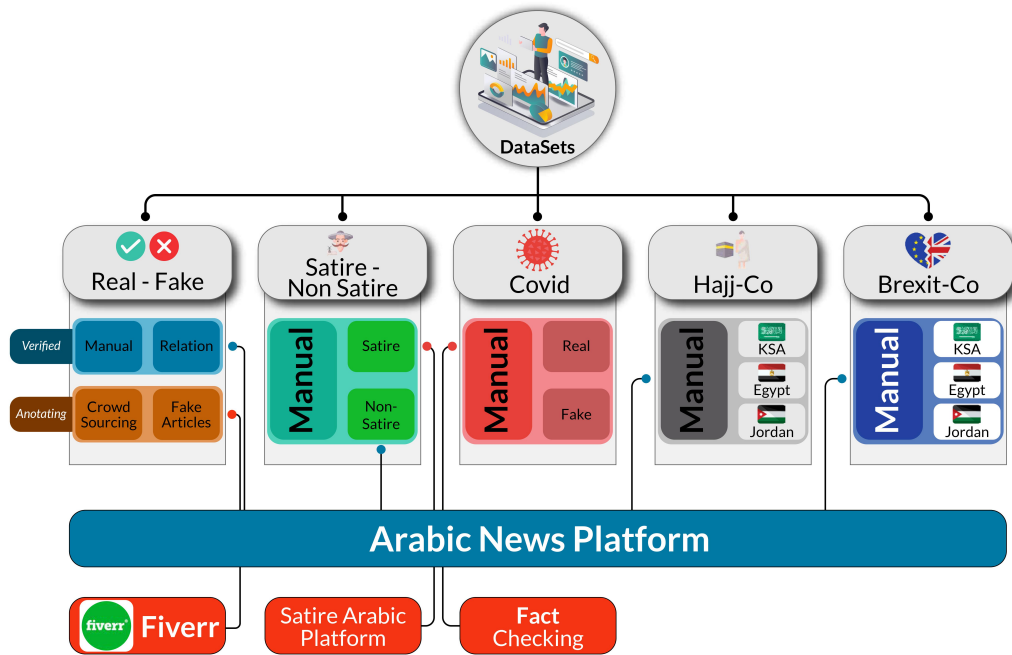 DataSets
Real - Fake
Satire -
Non Satire
Covid
Hajj-Co
Brexit-Co
Verified
Manual
Relation
Anotating
Crowd
Sourcing
Fake
Articles
Manual
Satire
Non-
Satire
Manual
Real
Fake
Manual
KSA
Egypt
Jordan
Manual
KSA
Egypt
Jordan
Arabic News Platform
fiverr
Fiverr
Satire Arabic
Platform
Fact
Checking